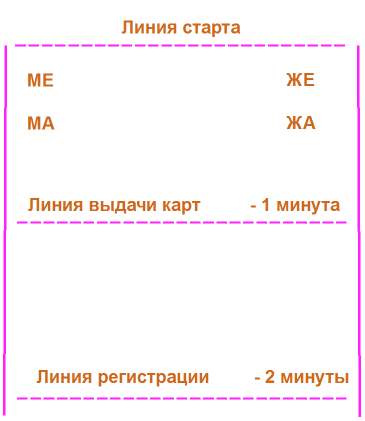 Линия старта
МЕ ЖЕ
МА ЖА
Линия выдачи карт - 1 минута
Линия регистрации - 2 минуты